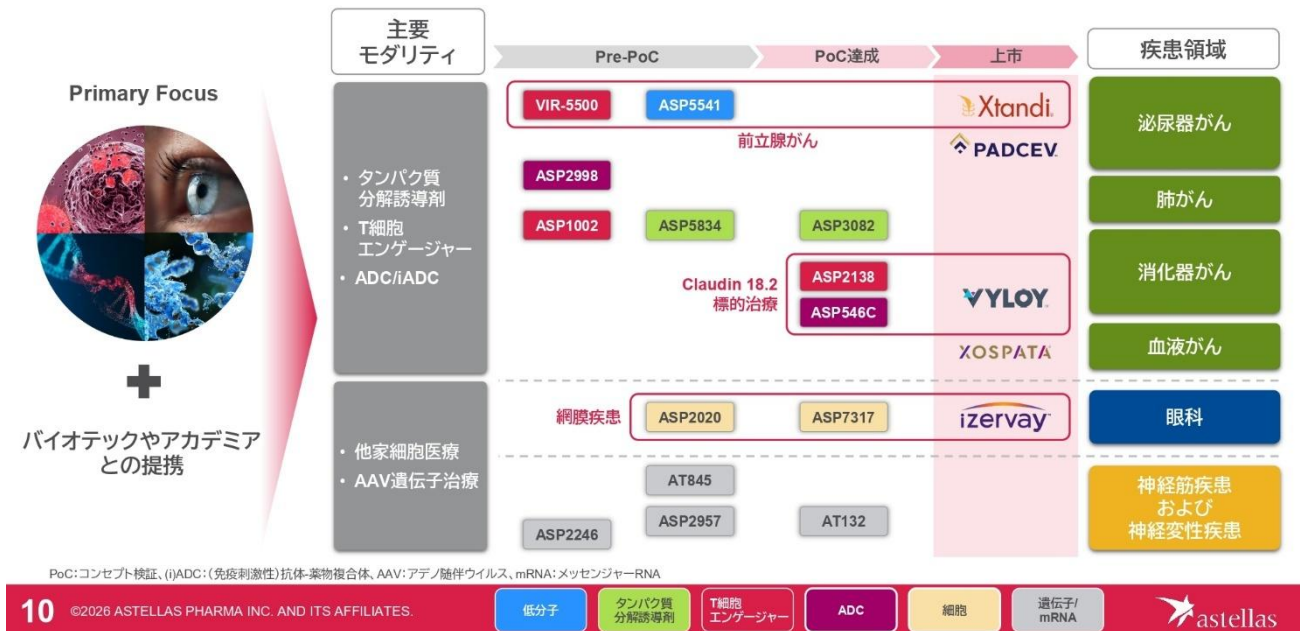 主要
モダリティ
Pre-PoC
PoC達成
上市
疾患領域
Primary Focus
バイオテックやアカデミア
との提携
・タンパク質
分解誘導剤
・T細胞
エンゲージャー
・ADC/iADC
・他家細胞医療
・AAV遺伝子治療
VIR-5500
ASP5541
Xtandi
前立腺がん
PADCEV
ASP2998
ASP1002
ASP5834
ASP3082
Claudin 18.2
標的治療
ASP2138
ASP546C
VYLOY
XOSPATA
網膜疾患
ASP2020
ASP7317
izervay
AT845
ASP2246
ASP2957
AT132
泌尿器がん
肺がん
消化器がん
血液がん
眼科
神経筋疾患
および
神経変性疾患
PoC:コンセプト検証、(i)ADC:(免疫刺激性)抗体-薬物複合体、AAV:アデノ随伴ウイルス、mRNA:メッセンジャーRNA
10 ©2026 ASTELLAS PHARMA INC. AND ITS AFFILIATES.
低分子
タンパク質
分解誘導剤
T細胞
エンゲージャー
ADC
細胞
遺伝子/
mRNA
astellas